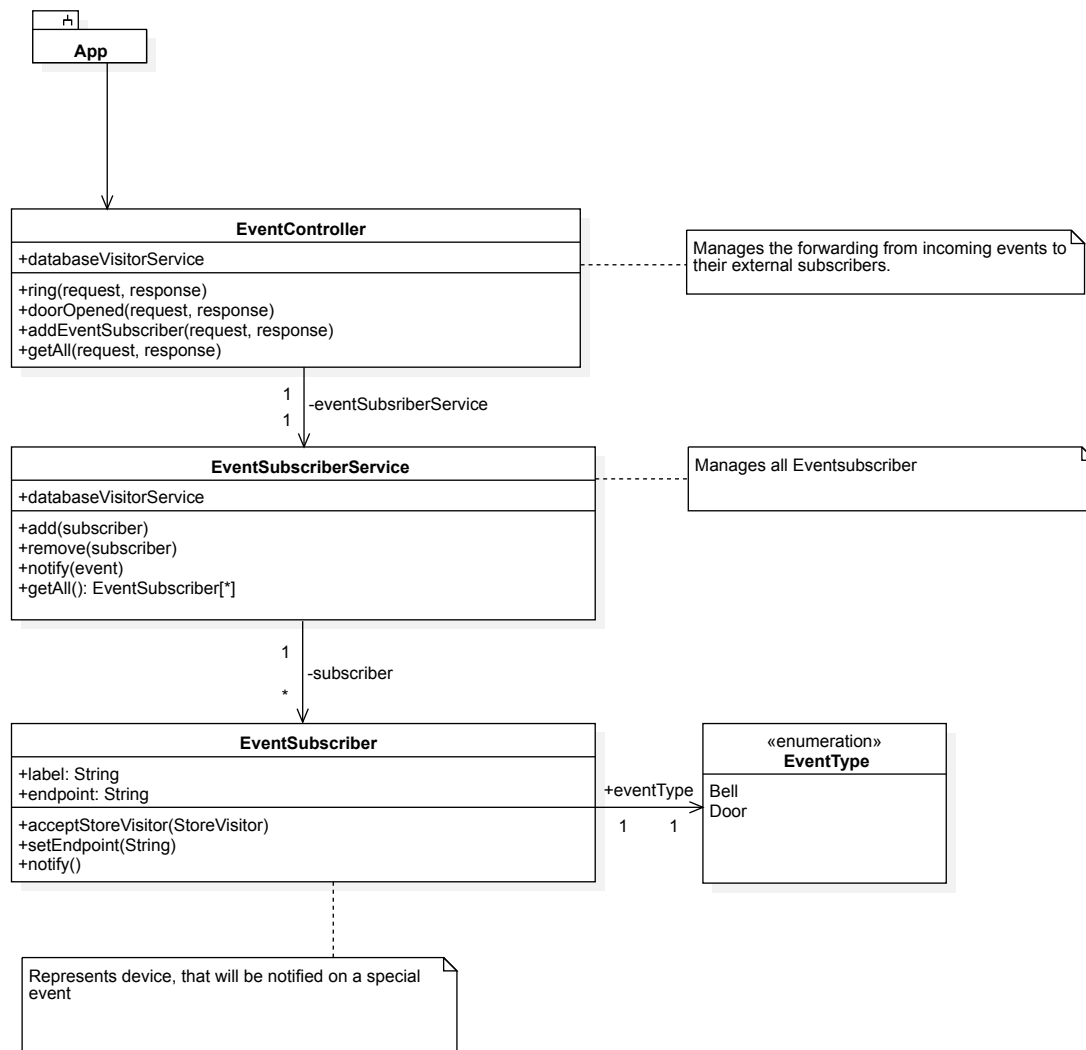 App
EventController
+databaseVisitorService
+ring(request, response)
+doorOpened(request, response)
+addEventSubscriber(request, response)
+getAll(request, response)
Manages the forwarding from incoming events to
their external subscribers.
1
1
-eventSubsriberService
EventSubscriberService
+databaseVisitorService
+add(subscriber)
+remove(subscriber)
+notify(event)
+getAll(): EventSubscriber[*]
Manages all Eventsubscriber
1
-subscriber
*
EventSubscriber
+label: String
+endpoint: String
+acceptStoreVisitor(StoreVisitor)
+setEndpoint(String)
+notify()
+eventType
1 1
«enumeration»
EventType
Bell
Door
Represents device, that will be notified on a special
event